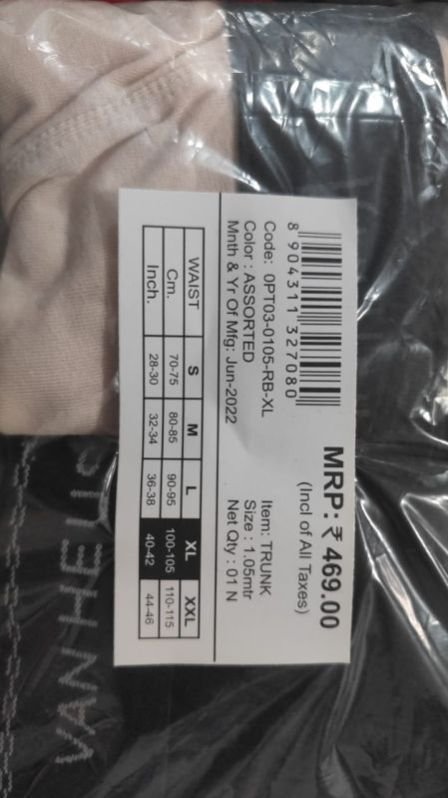 8 904311 327080
MRP: ₹ 469.00
(Incl of All Taxes)
Code: 0PT03-0105-RB-XL
Item: TRUNK
Color : ASSORTED
Size : 1.05mtr
Mnth & Yr Of Mfg: Jun-2022
Net Qty : 01 N
WAIST S M L XL XXL
Cm. 70-75 80-85 90-95 100-105 110-115
Inch. 28-30 32-34 36-38 40-42 44-46
VAN HEUS